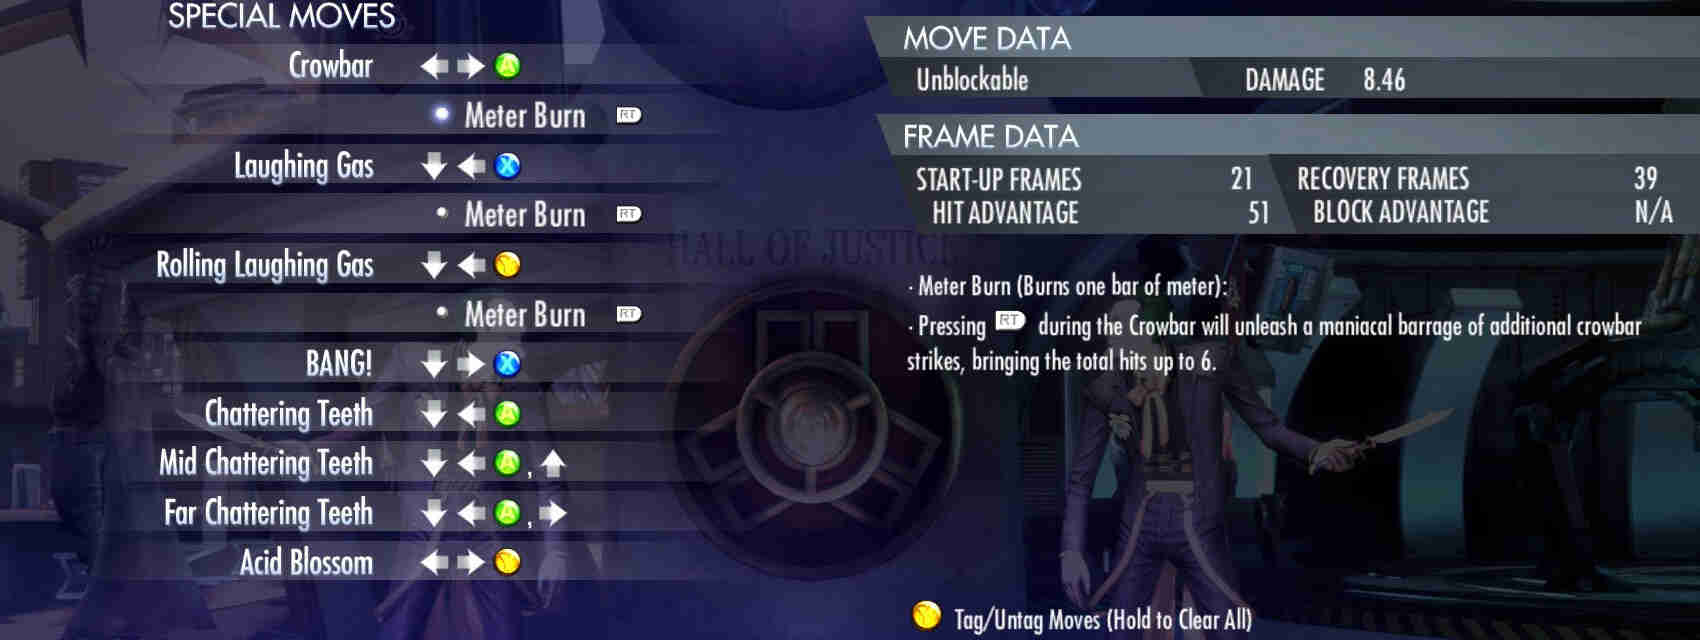 SPECIAL MOVES
Crowbar A
Meter Burn RT
Laughing Gas X
Meter Burn RT
Rolling Laughing Gas Y
Meter Burn RT
BANG! X
Chattering Teeth A
Mid Chattering Teeth A ,
Far Chattering Teeth A ,
Acid Blossom Y
HALL OF JUSTICE
MOVE DATA
Unblockable DAMAGE 8.46
FRAME DATA
START-UP FRAMES 21 RECOVERY FRAMES 39
HIT ADVANTAGE 51 BLOCK ADVANTAGE N/A
· Meter Burn (Burns one bar of meter):
· Pressing RT during the Crowbar will unleash a maniacal barrage of additional crowbar
strikes, bringing the total hits up to 6.
Y Tag/Untag Moves (Hold to Clear All)